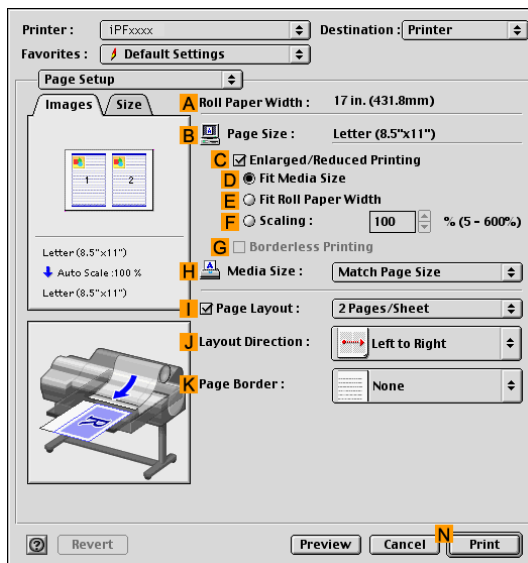 Printer : iPFxxxx Destination : Printer
Favorites : Default Settings
Page Setup
Images Size
A Roll Paper Width : 17 in. (431.8mm)
B Page Size : Letter (8.5"x11")
C Enlarged/Reduced Printing
D Fit Media Size
E Fit Roll Paper Width
F Scaling : 100 % (5 - 600%)
G Borderless Printing
1 2
Letter (8.5"x11")
Auto Scale :100 %
Letter (8.5"x11")
H Media Size : Match Page Size
I Page Layout : 2 Pages/Sheet
J Layout Direction : Left to Right
K Page Border : None
R
? Revert Preview Cancel N Print